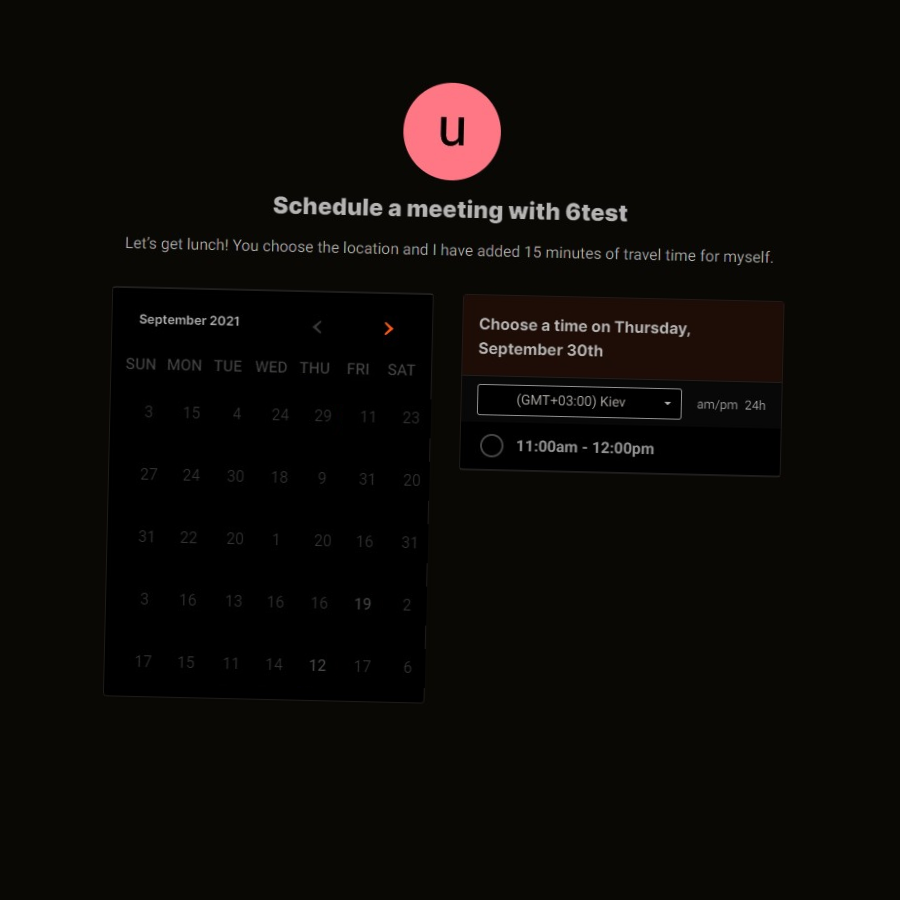 u
Schedule a meeting with 6test
Let's get lunch! You choose the location and I have added 15 minutes of travel time for myself.
September 2021
SUN MON TUE WED THU FRI SAT
3 15 4 24 29 11 23
27 24 30 18 9 31 20
31 22 20 1 20 16 31
3 16 13 16 16 19 2
17 15 11 14 12 17 6
Choose a time on Thursday,
September 30th
(GMT+03:00) Kiev
am/pm 24h
11:00am - 12:00pm